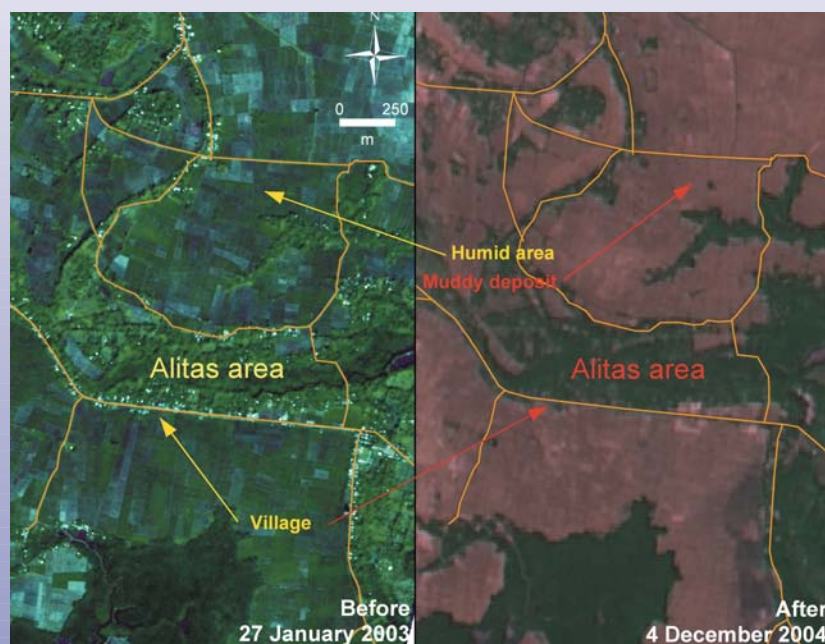 N
0 250
m
Humid area
Muddy deposit
Alitas area
Alitas area
Village
Before
27 January 2003
After
4 December 2004